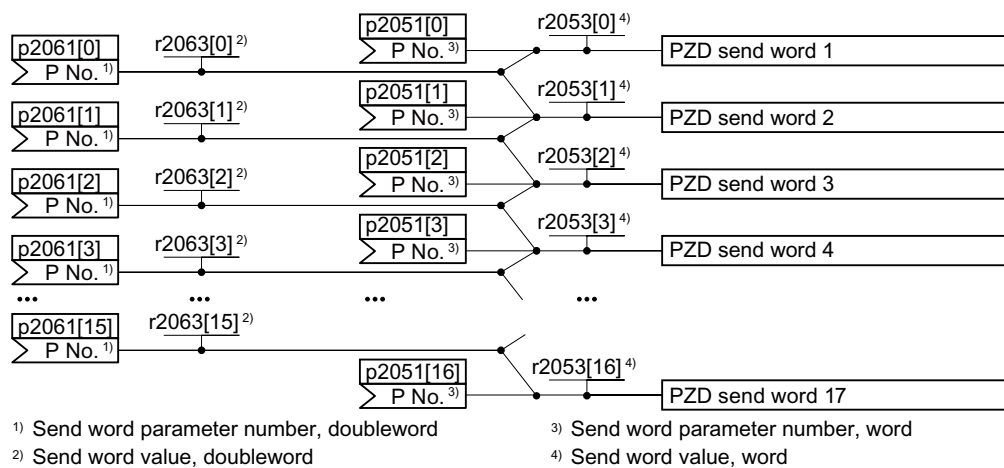 p2051[0] r2053[0] 4)
p2061[0] r2063[0] 2) P No. 3) PZD send word 1
P No. 1)
p2051[1] r2053[1] 4)
p2061[1] r2063[1] 2) P No. 3) PZD send word 2
P No. 1)
p2051[2] r2053[2] 4)
p2061[2] r2063[2] 2) P No. 3) PZD send word 3
P No. 1)
p2051[3] r2053[3] 4)
p2061[3] r2063[3] 2) P No. 3) PZD send word 4
P No. 1)
... ... ... ...
p2061[15] r2063[15] 2)
P No. 1)
p2051[16] r2053[16] 4)
P No. 3) PZD send word 17
1) Send word parameter number, doubleword 3) Send word parameter number, word
2) Send word value, doubleword 4) Send word value, word